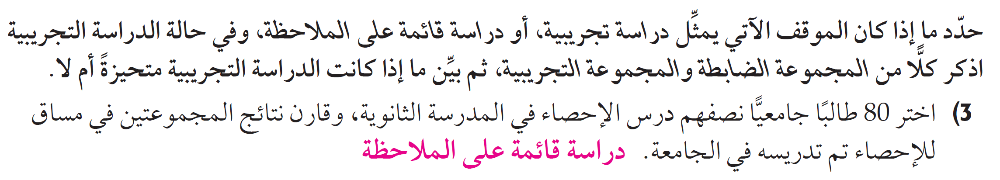 حدّد ما إذا كان الموقف الآتي يمثِّل دراسة تجريبية، أو دراسة قائمة على الملاحظة، وفي حالة الدراسة التجريبية
اذكر كلًّا من المجموعة الضابطة والمجموعة التجريبية، ثم بيِّن ما إذا كانت الدراسة التجريبية متحيزةً أم لا.
3) اختر 80 طالبًا جامعيًّا نصفهم درس الإحصاء في المدرسة الثانوية، وقارن نتائج المجموعتين في مساق
للإحصاء تم تدريسه في الجامعة. دراسة قائمة على الملاحظة